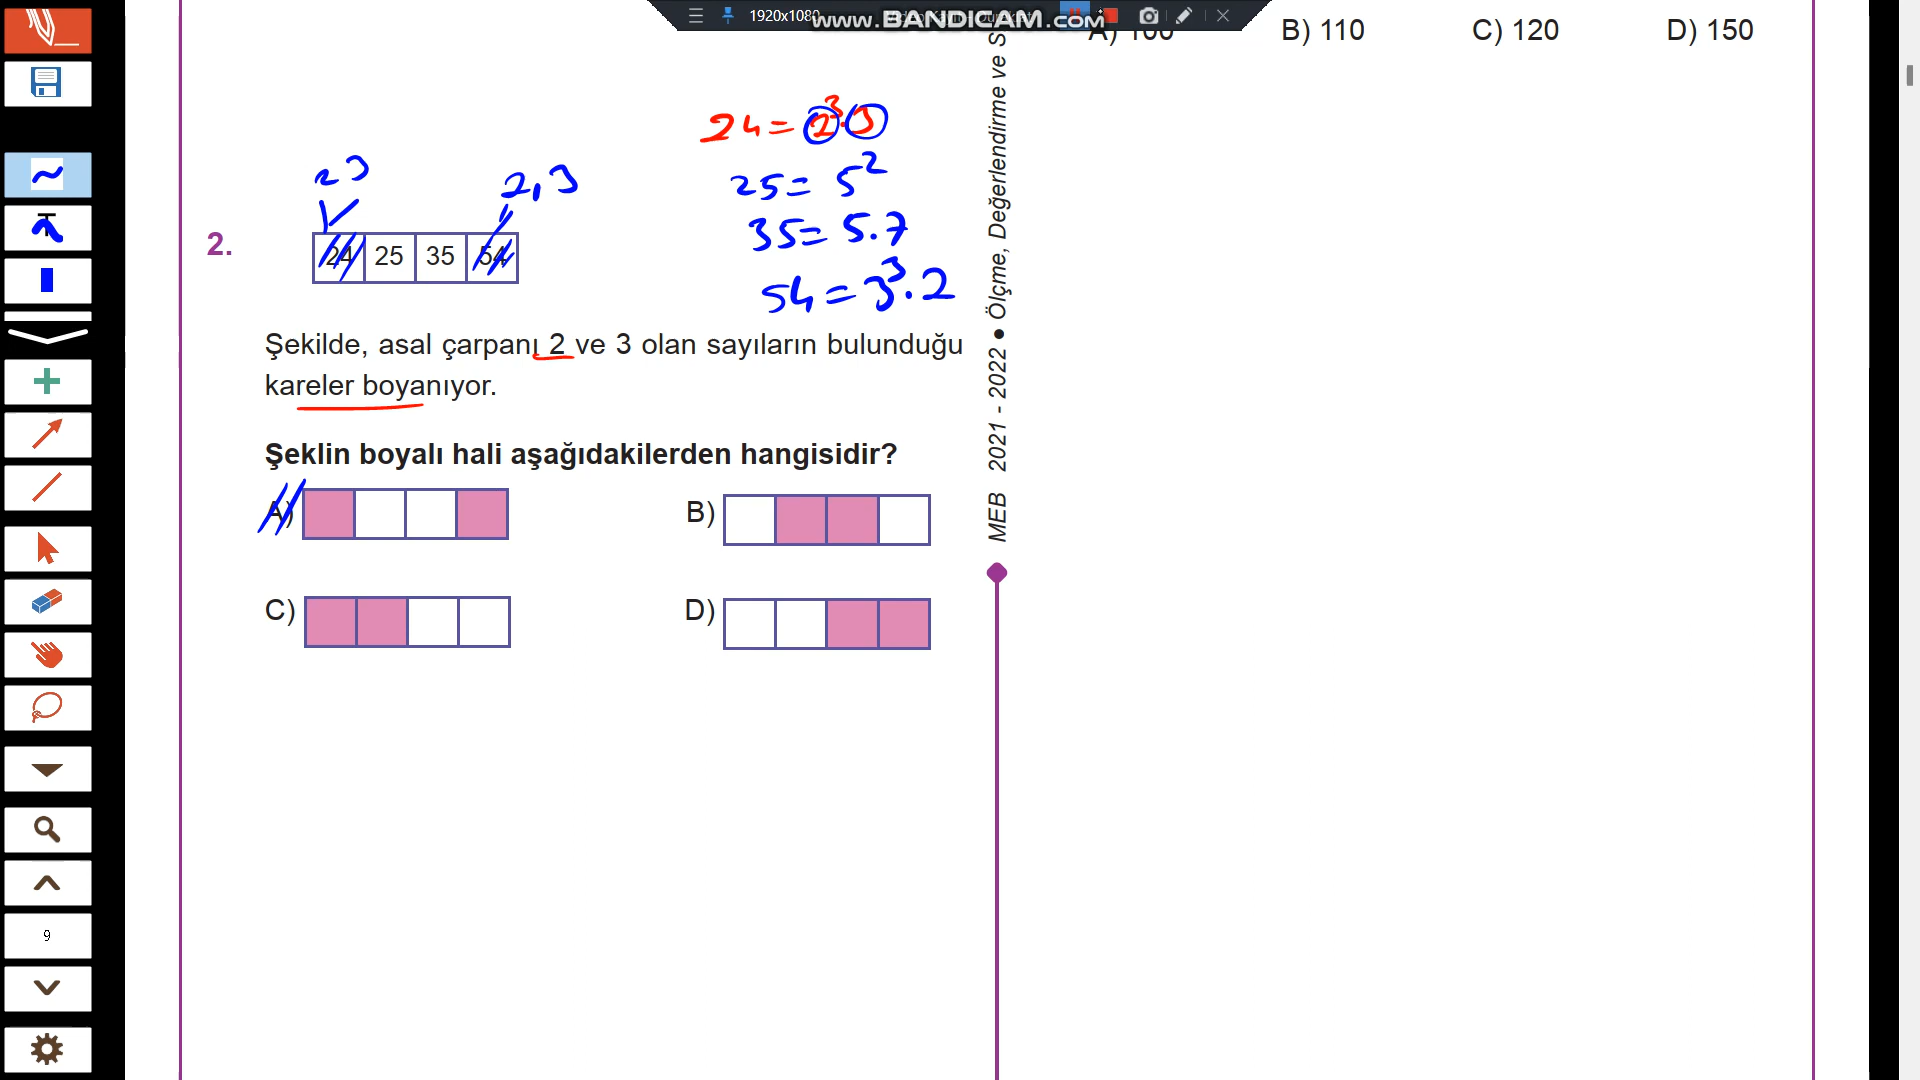 1920x1080
www.BANDICAM.com
A) 100 B) 110 C) 120 D) 150
24 = 2³.3
2 3
2,3
25 = 5²
35 = 5.7
54 = 3³.2
2.
24 25 35 54
Şekilde, asal çarpanı 2 ve 3 olan sayıların bulunduğu
kareler boyanıyor.
Şeklin boyalı hali aşağıdakilerden hangisidir?
A) B)
C) D)
MEB 2021 - 2022 ● Ölçme, Değerlendirme ve S
9